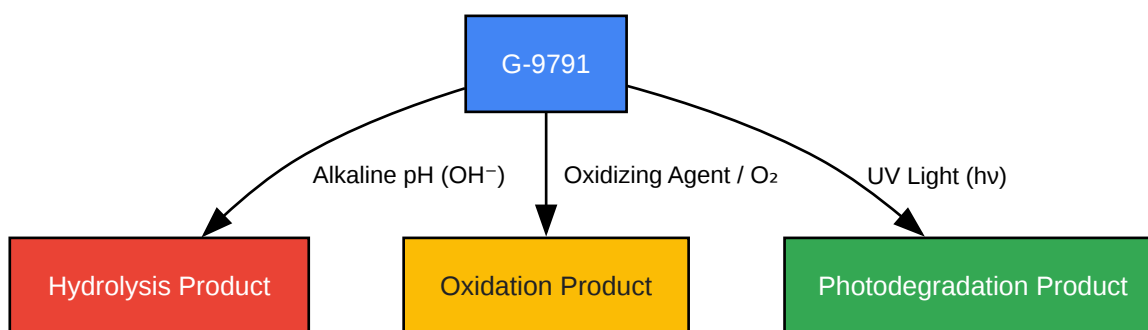 G-9791
Alkaline pH (OH⁻)
Oxidizing Agent / O₂
UV Light (hν)
Hydrolysis Product
Oxidation Product
Photodegradation Product